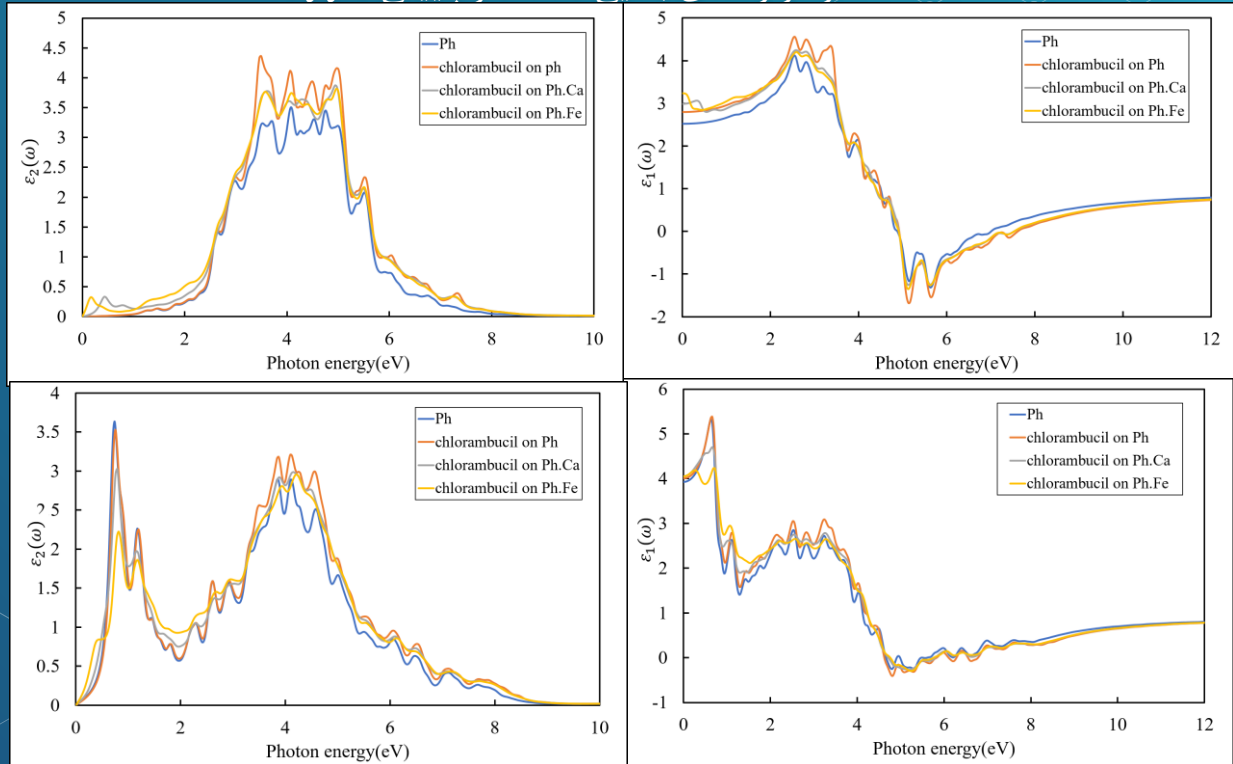 5
4.5
4
3.5
3
2.5
2
1.5
1
0.5
0
ε₂(ω)
Ph
chlorambucil on ph
chlorambucil on Ph.Ca
chlorambucil on Ph.Fe
0 2 4 6 8 10
Photon energy(eV)
5
4
3
2
1
0
-1
-2
ε₁(ω)
Ph
chlorambucil on Ph
chlorambucil on Ph.Ca
chlorambucil on Ph.Fe
0 2 4 6 8 10 12
Photon energy(eV)
4
3.5
3
2.5
2
1.5
1
0.5
0
ε₂(ω)
Ph
chlorambucil on Ph
chlorambucil on Ph.Ca
chlorambucil on Ph.Fe
0 2 4 6 8 10
Photon energy(eV)
6
5
4
3
2
1
0
-1
ε₁(ω)
Ph
chlorambucil on Ph
chlorambucil on Ph.Ca
chlorambucil on Ph.Fe
0 2 4 6 8 10 12
Photon energy(eV)